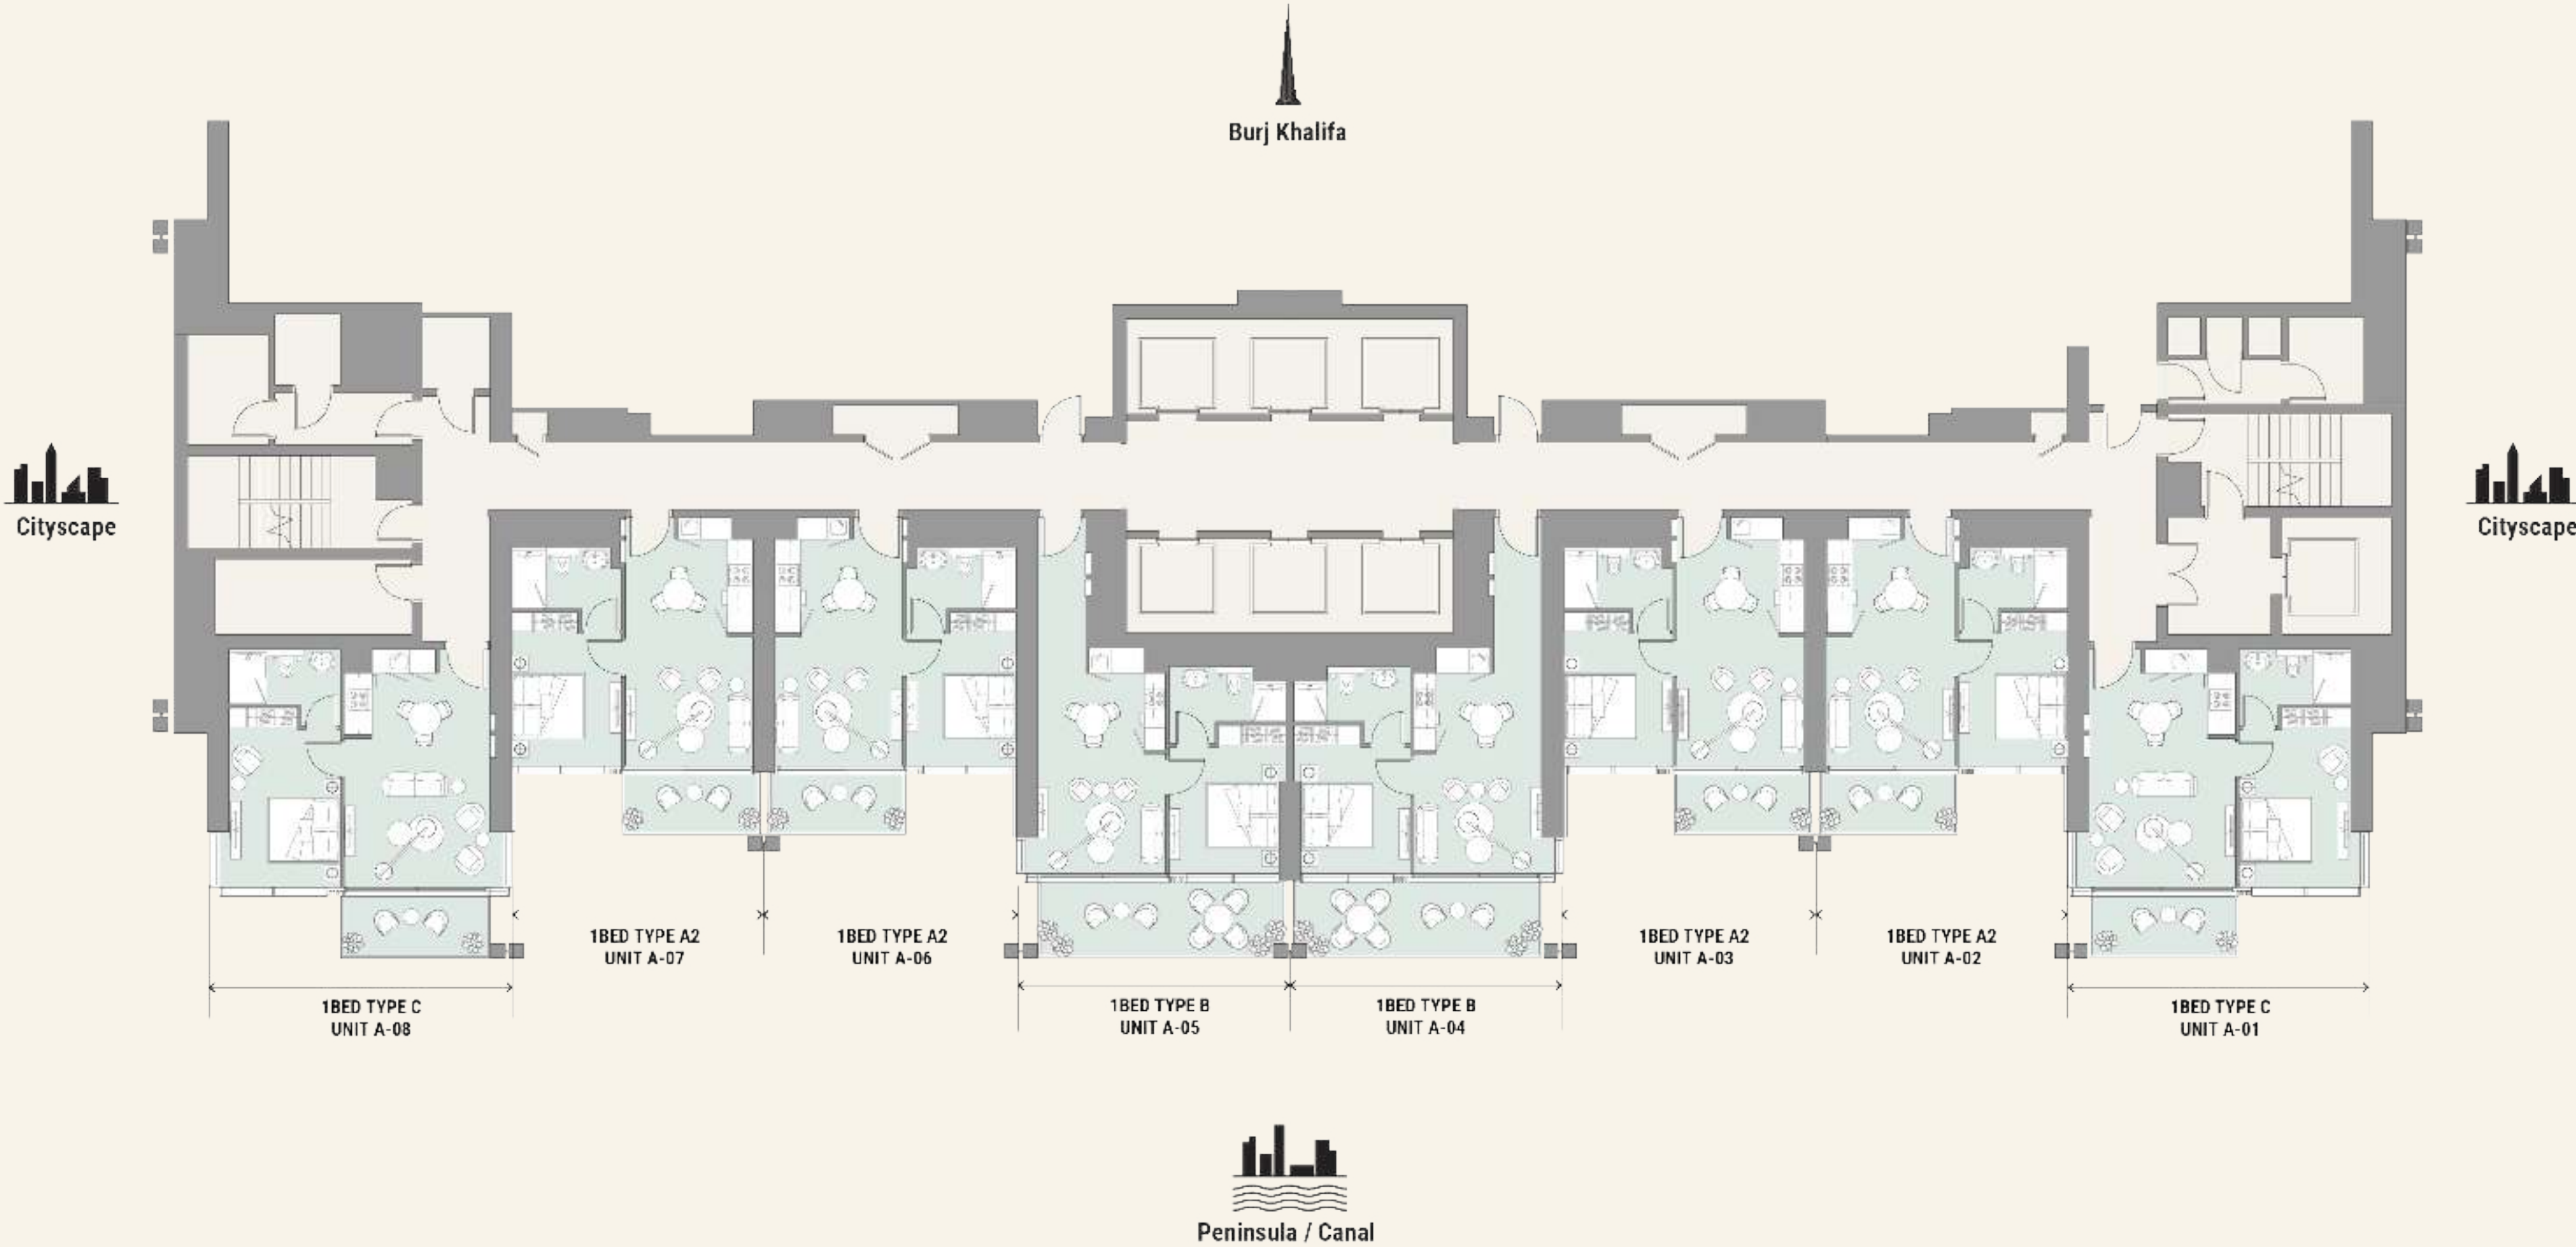 Burj Khalifa
Cityscape
Cityscape
1BED TYPE A2
UNIT A-07
1BED TYPE A2
UNIT A-06
1BED TYPE A2
UNIT A-03
1BED TYPE A2
UNIT A-02
1BED TYPE C
UNIT A-08
1BED TYPE B
UNIT A-05
1BED TYPE B
UNIT A-04
1BED TYPE C
UNIT A-01
Peninsula / Canal